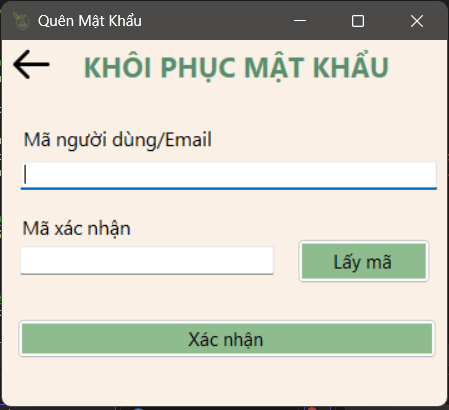 Quên Mật Khẩu
KHÔI PHỤC MẬT KHẨU
Mã người dùng/Email
Mã xác nhận
Lấy mã
Xác nhận